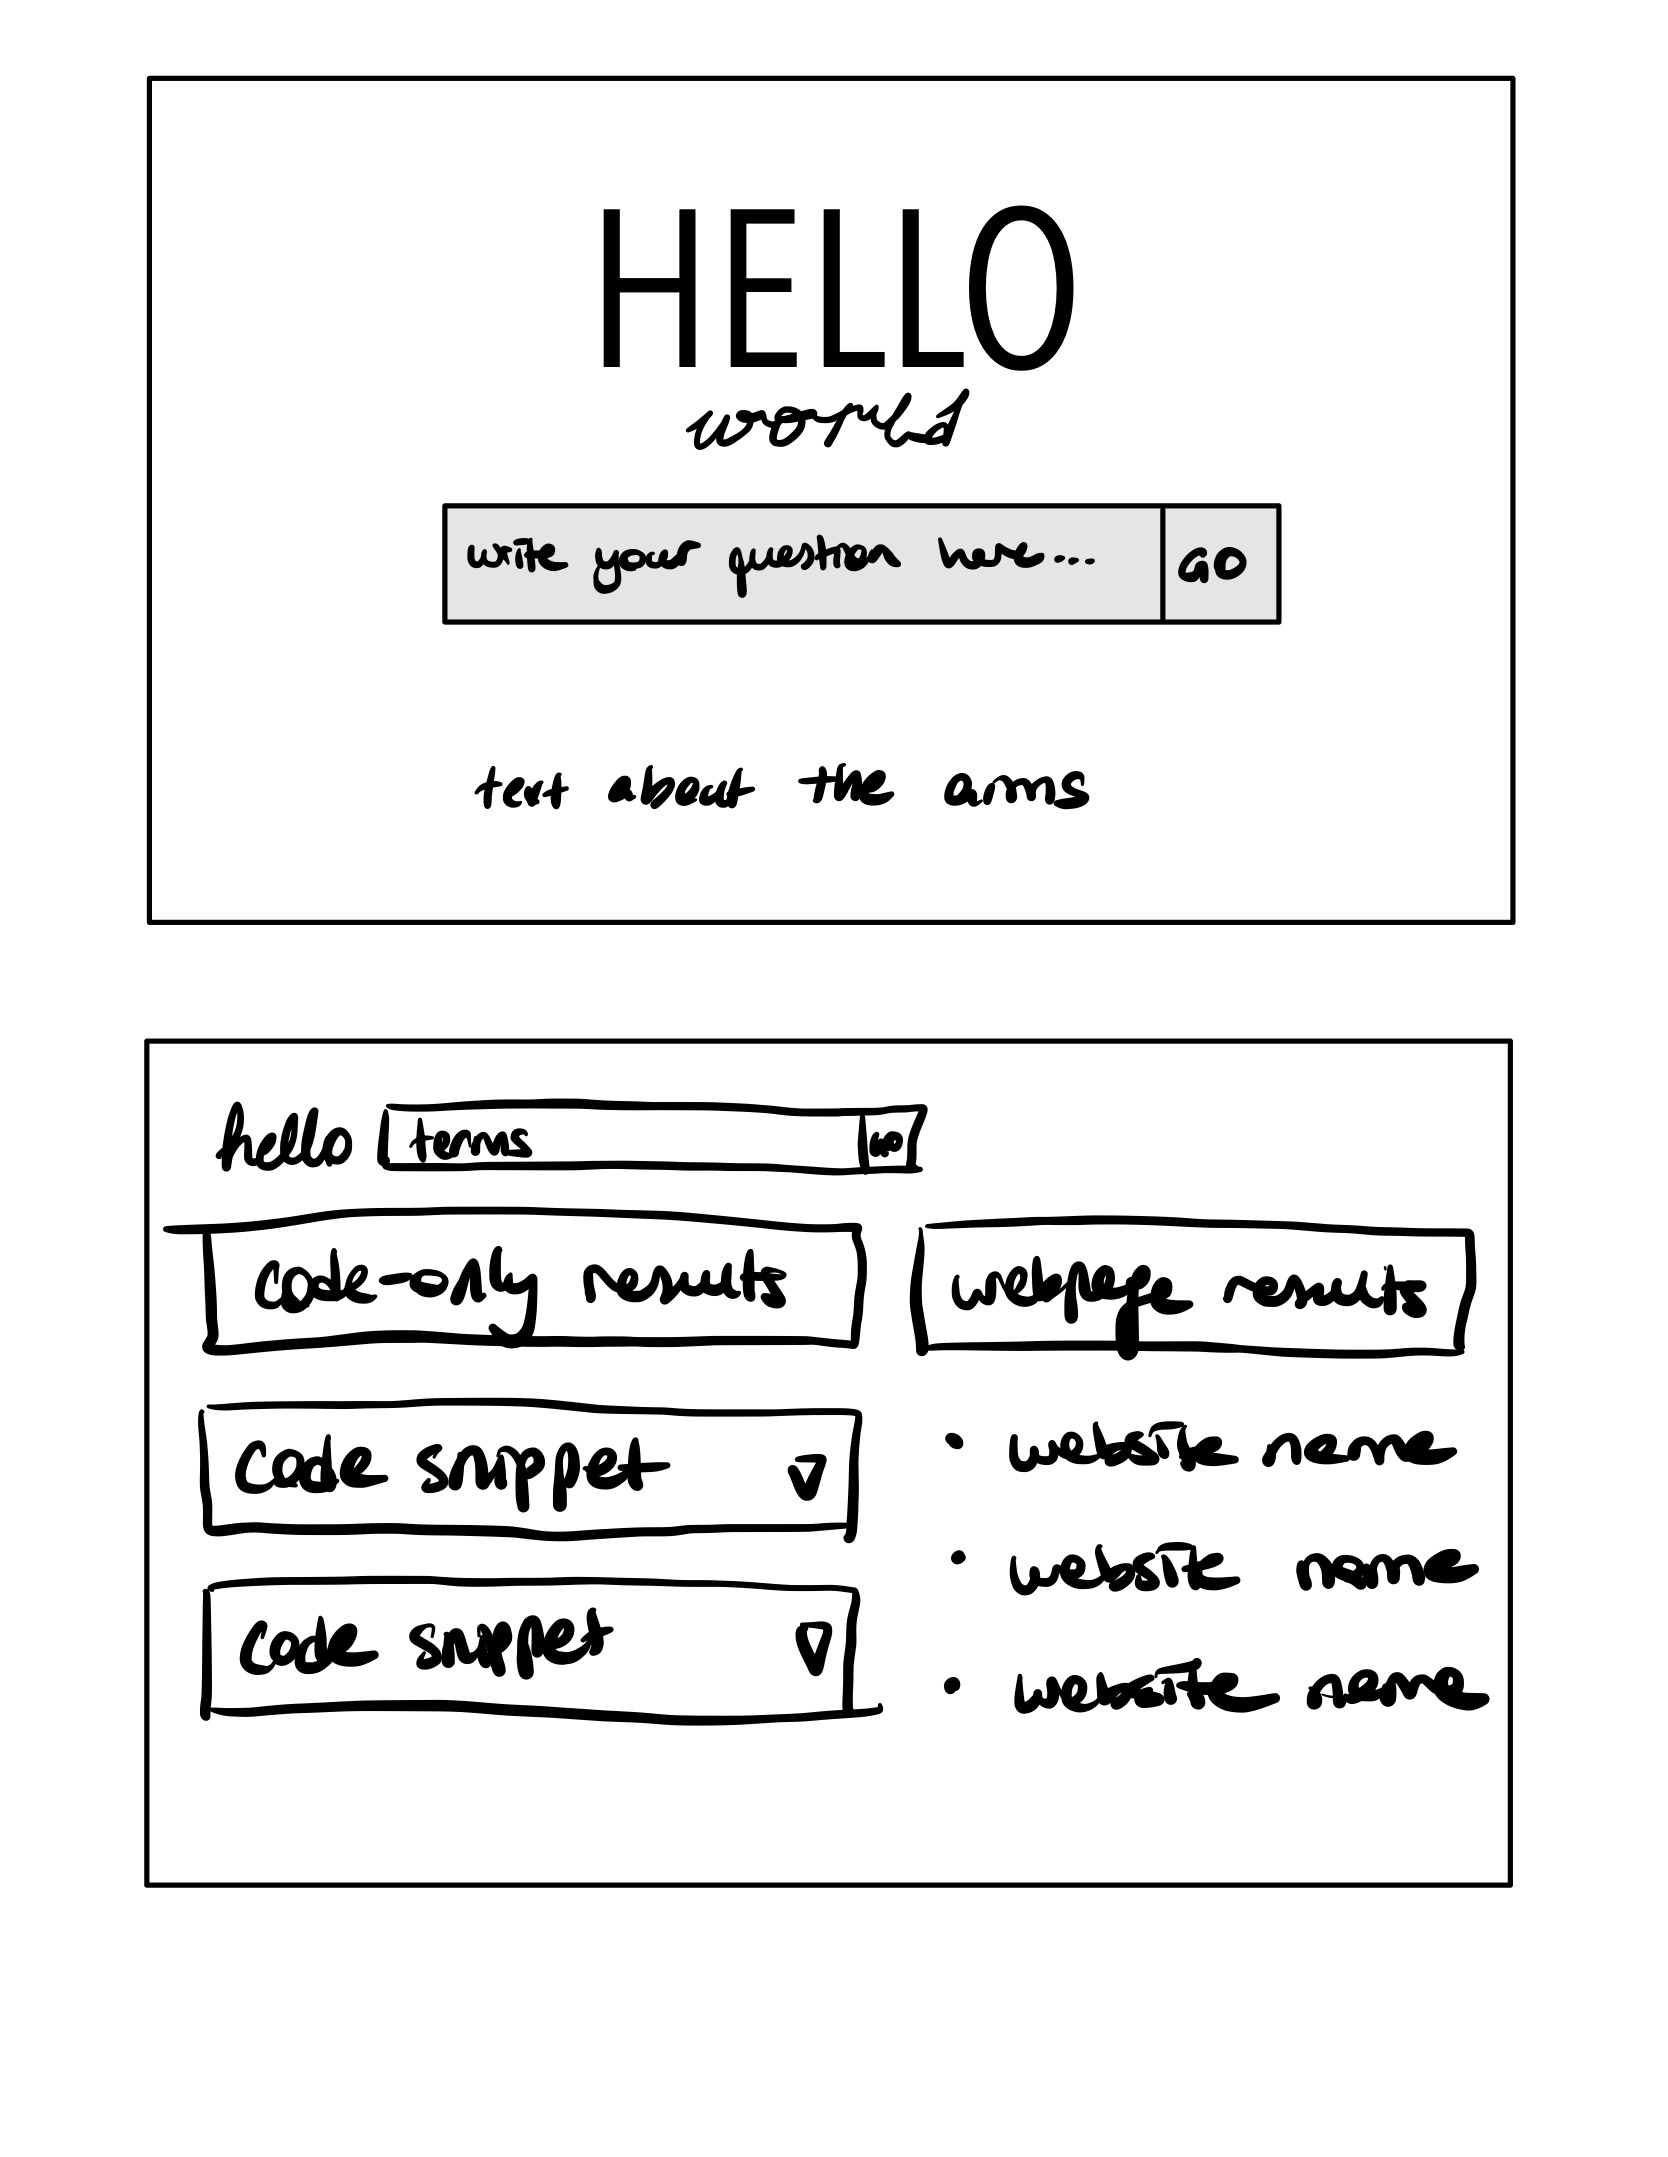 HELLO
world
write your question here... GO
text about the aims
hello terms GO
code-only results webpage results
code snippet website name
website name
code snippet website name